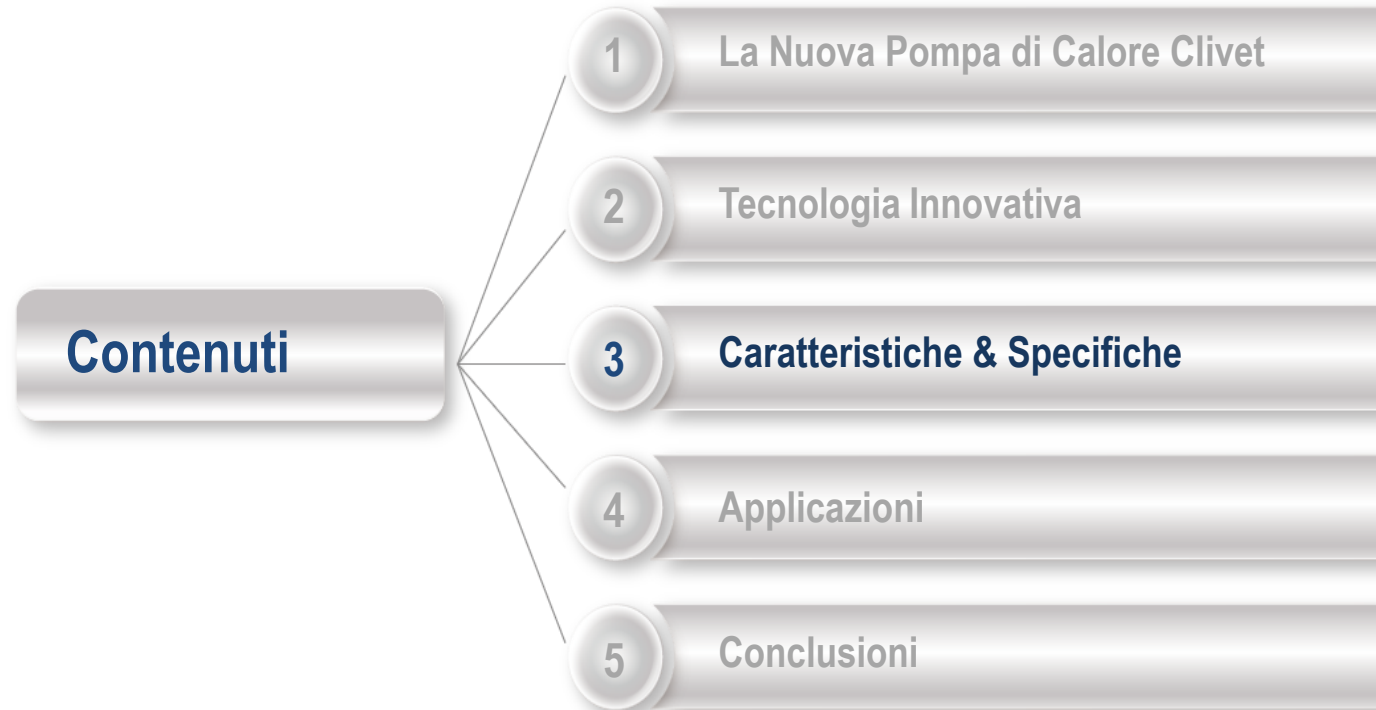 1
La Nuova Pompa di Calore Clivet
2
Tecnologia Innovativa
Contenuti
3
Caratteristiche & Specifiche
4
Applicazioni
5
Conclusioni